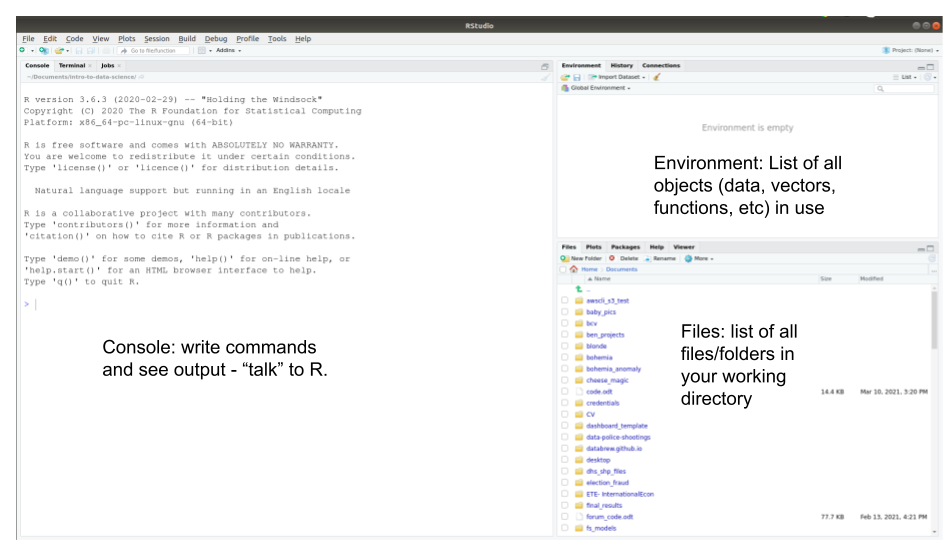 RStudio
File Edit Code View Plots Session Build Debug Profile Tools Help
Go to file/function Addins
Project: (None)
Console Terminal Jobs
~/Documents/intro-to-data-science/
R version 3.6.3 (2020-02-29) -- "Holding the Windsock"
Copyright (C) 2020 The R Foundation for Statistical Computing
Platform: x86_64-pc-linux-gnu (64-bit)
R is free software and comes with ABSOLUTELY NO WARRANTY.
You are welcome to redistribute it under certain conditions.
Type 'license()' or 'licence()' for distribution details.
Natural language support but running in an English locale
R is a collaborative project with many contributors.
Type 'contributors()' for more information and
'citation()' on how to cite R or R packages in publications.
Type 'demo()' for some demos, 'help()' for on-line help, or
'help.start()' for an HTML browser interface to help.
Type 'q()' to quit R.
>
Console: write commands
and see output - “talk” to R.
Environment History Connections
Import Dataset List
Global Environment
Environment is empty
Environment: List of all
objects (data, vectors,
functions, etc) in use
Files Plots Packages Help Viewer
New Folder Delete Rename More
Home Documents
Name Size Modified
..
awscli_s3_test
baby_pics
bcv
ben_projects
blonde
bohemia
bohemia_anomaly
cheese_magic
code.odt 14.4 KB Mar 10, 2021, 3:20 PM
credentials
CV
dashboard_template
data-police-shootings
databrew.github.io
desktop
dhs_shp_files
election_fraud
ETE- InternationalEcon
final_results
forum_code.odt 77.7 KB Feb 13, 2021, 4:21 PM
fs_models
Files: list of all
files/folders in
your working
directory